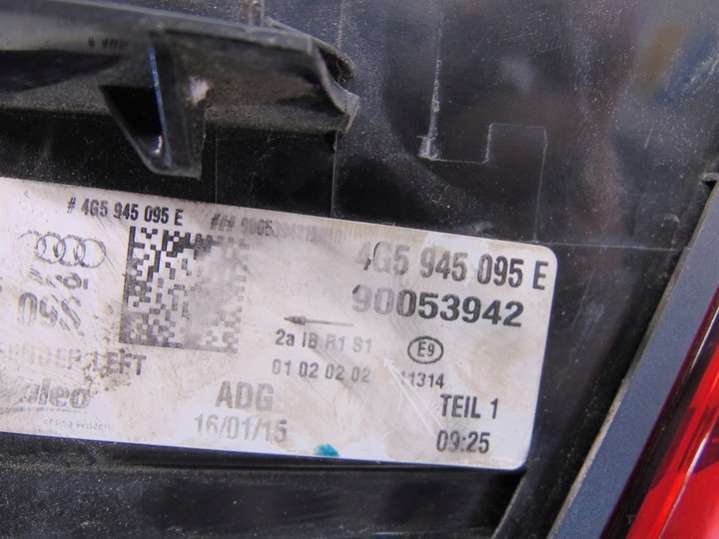 # 4G5 945 095 E
4G5 945 095 E
90053942
2a IB R1 S1
E9
01 02 02 02
11314
LEFT
ADG
TEIL 1
16/01/15
09:25